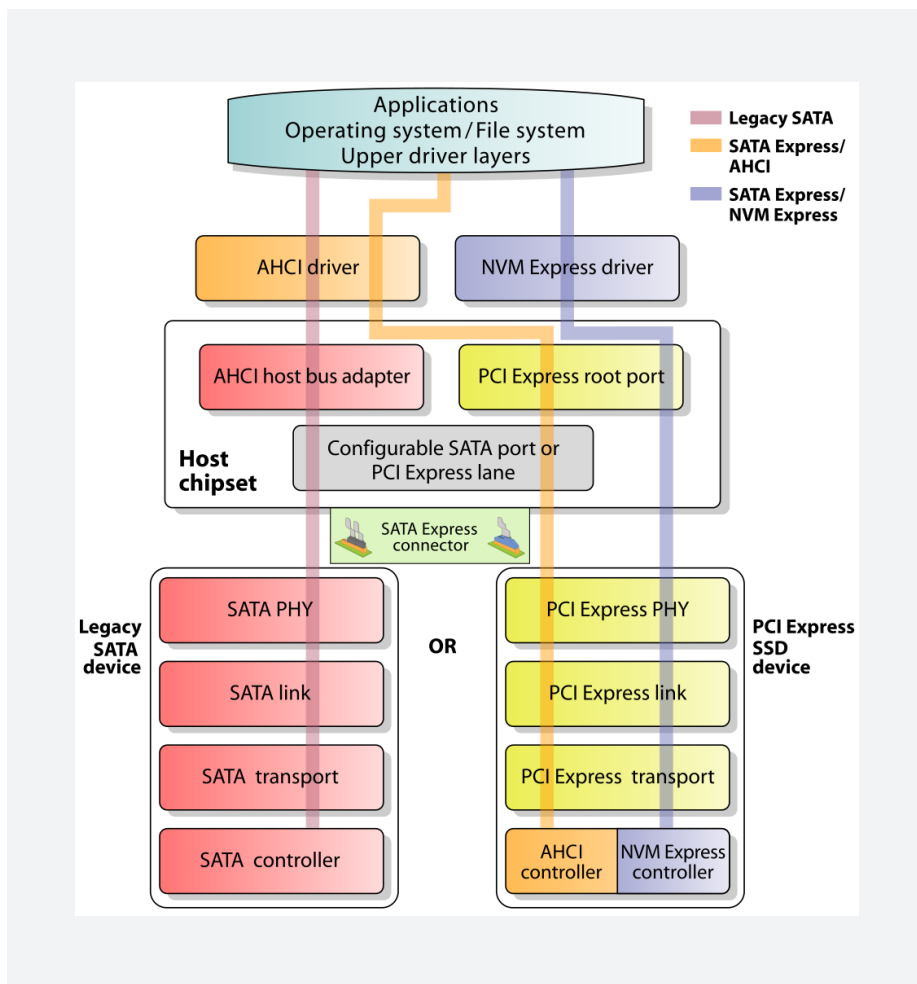 Applications
Operating system/File system
Upper driver layers
Legacy SATA
SATA Express/
AHCI
SATA Express/
NVM Express
AHCI driver
NVM Express driver
AHCI host bus adapter
PCI Express root port
Configurable SATA port or
PCI Express lane
Host
chipset
SATA Express
connector
Legacy
SATA
device
SATA PHY
SATA link
SATA transport
SATA controller
OR
PCI Express PHY
PCI Express link
PCI Express transport
AHCI
controller
NVM Express
controller
PCI Express
SSD
device